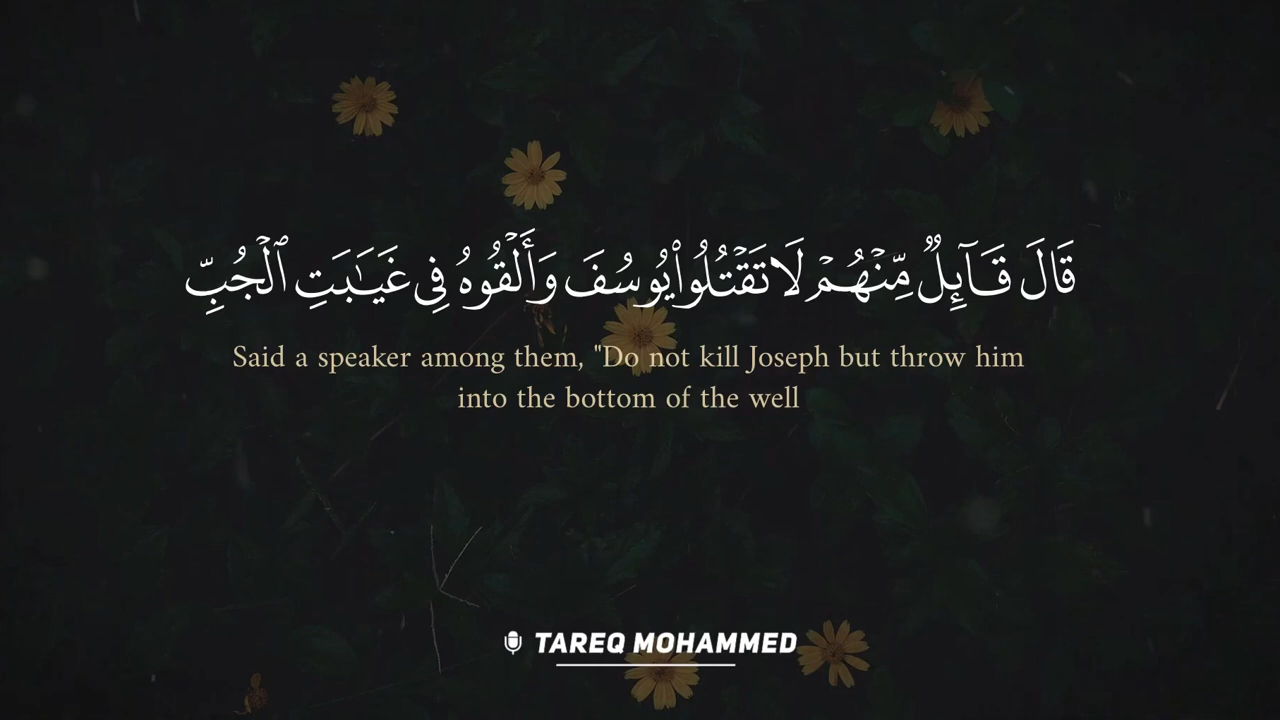 قَالَ قَآئِلٌ مِّنْهُمْ لَا تَقْتُلُوا۟ يُوسُفَ وَأَلْقُوهُ فِى غَيَـٰبَتِ ٱلْجُبِّ
Said a speaker among them, "Do not kill Joseph but throw him
into the bottom of the well
TAREQ MOHAMMED